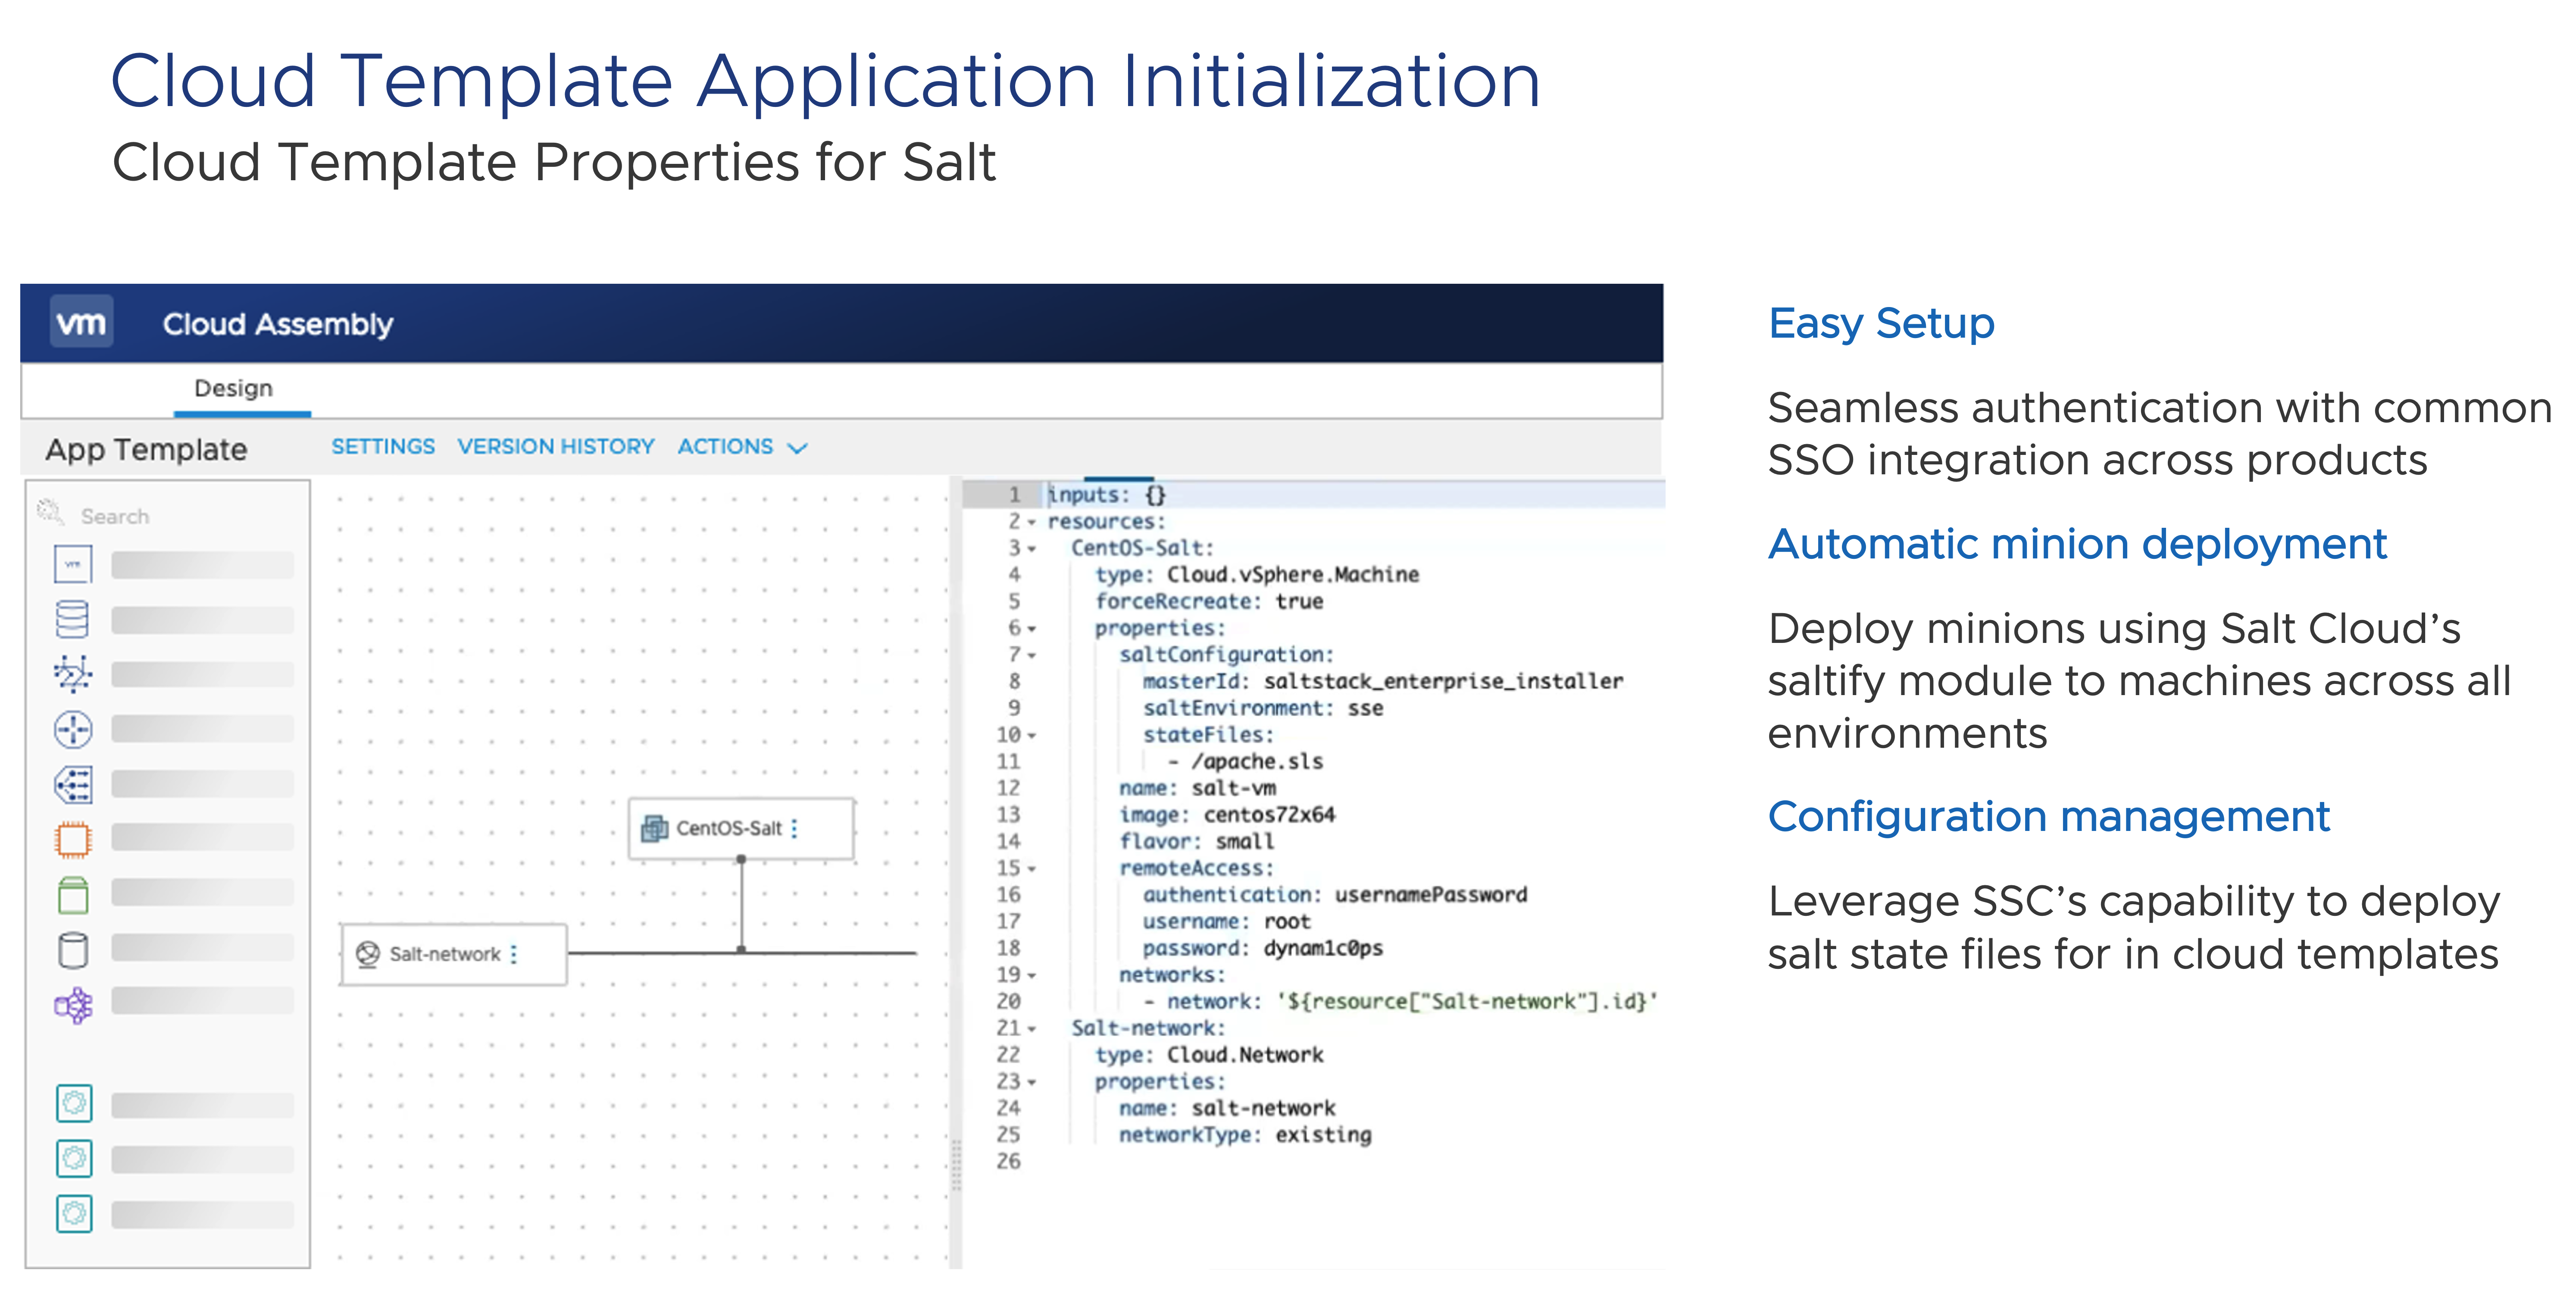 Cloud Template Application Initialization
Cloud Template Properties for Salt
vm Cloud Assembly
Design
App Template SETTINGS VERSION HISTORY ACTIONS
Search
vm
CentOS-Salt
Salt-network
1 inputs: {}
2 resources:
3 CentOS-Salt:
4 type: Cloud.vSphere.Machine
5 forceRecreate: true
6 properties:
7 saltConfiguration:
8 masterId: saltstack_enterprise_installer
9 saltEnvironment: sse
10 stateFiles:
11 - /apache.sls
12 name: salt-vm
13 image: centos72x64
14 flavor: small
15 remoteAccess:
16 authentication: usernamePassword
17 username: root
18 password: dynam1c0ps
19 networks:
20 - network: '${resource["Salt-network"].id}'
21 Salt-network:
22 type: Cloud.Network
23 properties:
24 name: salt-network
25 networkType: existing
26
Easy Setup
Seamless authentication with common
SSO integration across products
Automatic minion deployment
Deploy minions using Salt Cloud’s
saltify module to machines across all
environments
Configuration management
Leverage SSC’s capability to deploy
salt state files for in cloud templates